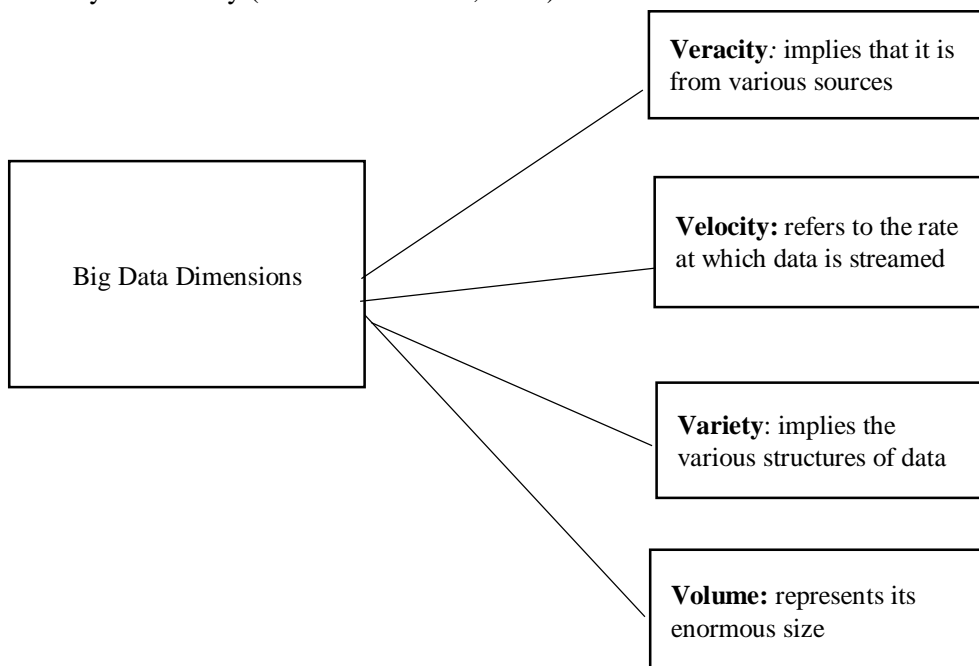 Veracity: implies that it is
from various sources
Velocity: refers to the rate
at which data is streamed
Big Data Dimensions
Variety: implies the
various structures of data
Volume: represents its
enormous size